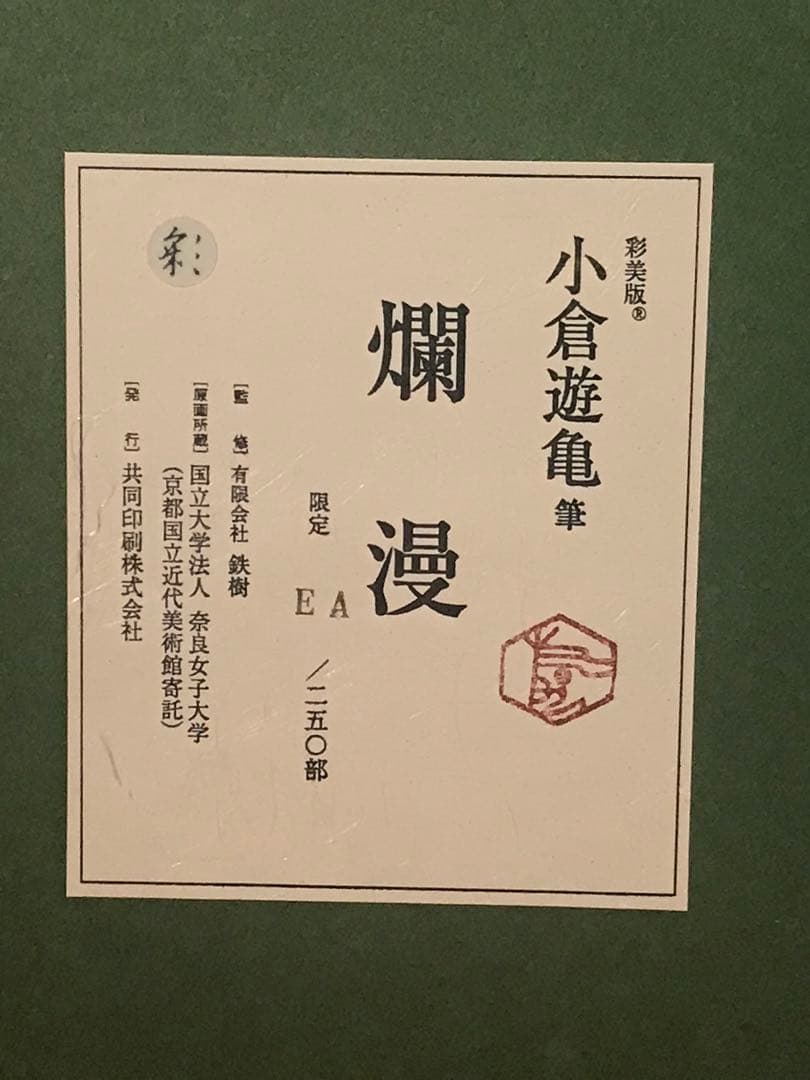 彩美版®
小倉遊亀 筆
爛漫
限定 EA /二五〇部
[監 修] 有限会社 鉄樹
[原画所蔵] 国立大学法人 奈良女子大学
(京都国立近代美術館寄託)
[発 行] 共同印刷株式会社
彩